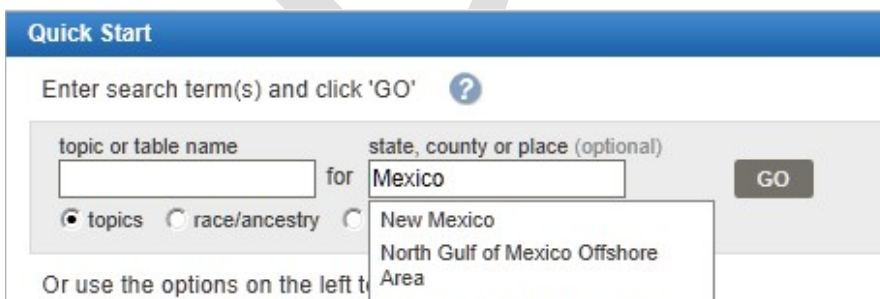 Quick Start
Enter search term(s) and click 'GO' ?
topic or table name
state, county or place (optional)
for Mexico GO
topics race/ancestry
New Mexico
North Gulf of Mexico Offshore
Area
Or use the options on the left